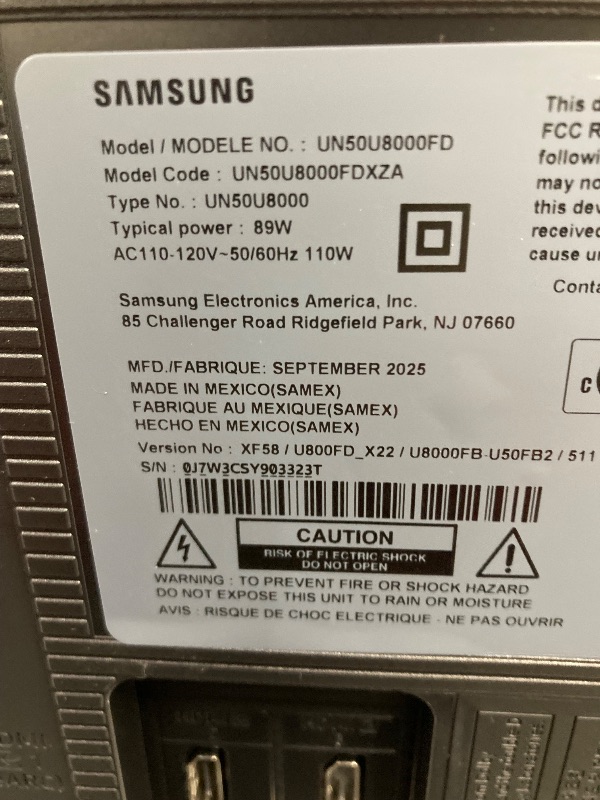 SAMSUNG
Model / MODELE NO. : UN50U8000FD
Model Code : UN50U8000FDXZA
Type No. : UN50U8000
Typical power : 89W
AC110-120V~50/60Hz 110W
Samsung Electronics America, Inc.
85 Challenger Road Ridgefield Park, NJ 07660
MFD./FABRIQUE: SEPTEMBER 2025
MADE IN MEXICO(SAMEX)
FABRIQUE AU MEXIQUE(SAMEX)
HECHO EN MEXICO(SAMEX)
Version No : XF58 / U800FD_X22 / U8000FB-U50FB2 / 511
S/N : 0J7W3CSY903323T
CAUTION
RISK OF ELECTRIC SHOCK
DO NOT OPEN
WARNING : TO PREVENT FIRE OR SHOCK HAZARD
DO NOT EXPOSE THIS UNIT TO RAIN OR MOISTURE
AVIS : RISQUE DE CHOC ELECTRIQUE - NE PAS OUVRIR
This d
FCC R
followi
may no
this dev
received
cause un
Conta
c